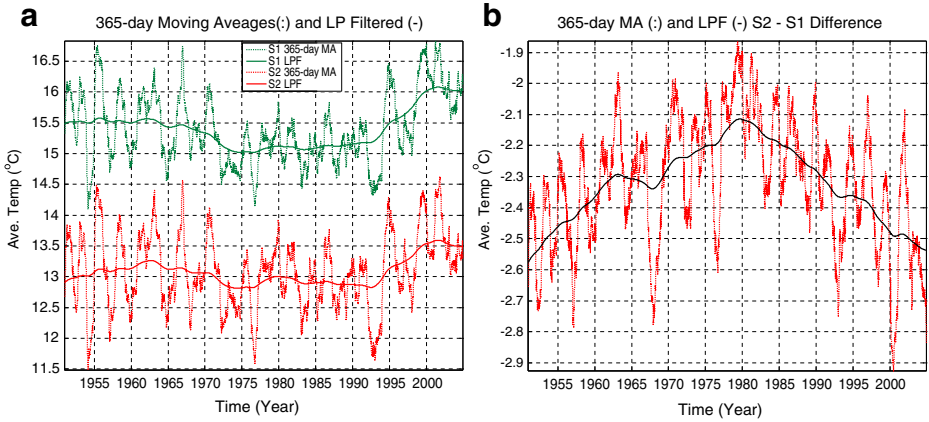 a
365-day Moving Aveages(:) and LP Filtered (-)
S1 365-day MA
S1 LPF
S2 365-day MA
S2 LPF
16.5
16
15.5
15
14.5
14
13.5
13
12.5
12
11.5
Ave. Temp (°C)
1955 1960 1965 1970 1975 1980 1985 1990 1995 2000
Time (Year)
b
365-day MA (:) and LPF (-) S2 - S1 Difference
-1.9
-2
-2.1
-2.2
-2.3
-2.4
-2.5
-2.6
-2.7
-2.8
-2.9
Ave. Temp (°C)
1955 1960 1965 1970 1975 1980 1985 1990 1995 2000
Time (Year)